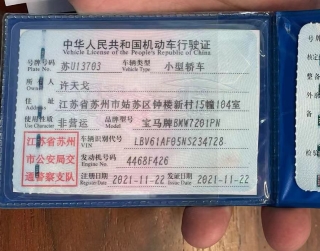 中华人民共和国机动车行驶证
Vehicle License of the People's Republic of China
号牌号码 苏U13703 车辆类型 小型轿车
Plate No. Vehicle Type
所有人 许天戈
Owner
住址 江苏省苏州市姑苏区钟楼新村15幢104室
Address
使用性质 非营运 品牌型号 宝马牌BMW7201PN
Use Character Model
江苏省苏州
市公安局交
通警察支队
车辆识别代号 LBV61AF05NS234728
VIN
发动机号码 4468F426
Engine No.
注册日期 2021-11-22 发证日期 2021-11-22
Register Date Issue Date